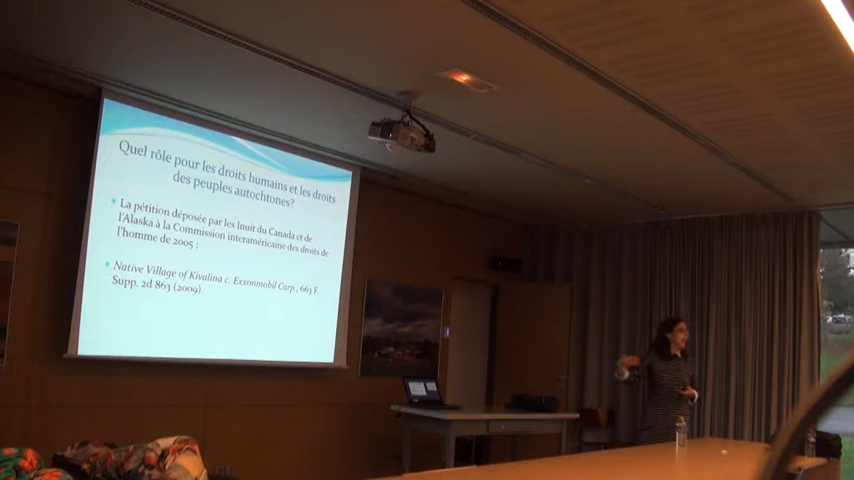 Quel rôle pour les droits humains et les droits
des peuples autochtones?
La pétition déposée par les Inuit du Canada et de
l'Alaska à la Commission interaméricaine des droits de
l'homme de 2005 ;
Native Village of Kivalina c. Exxonmobil Corp., 663 F.
Supp. 2d 863 (2009).